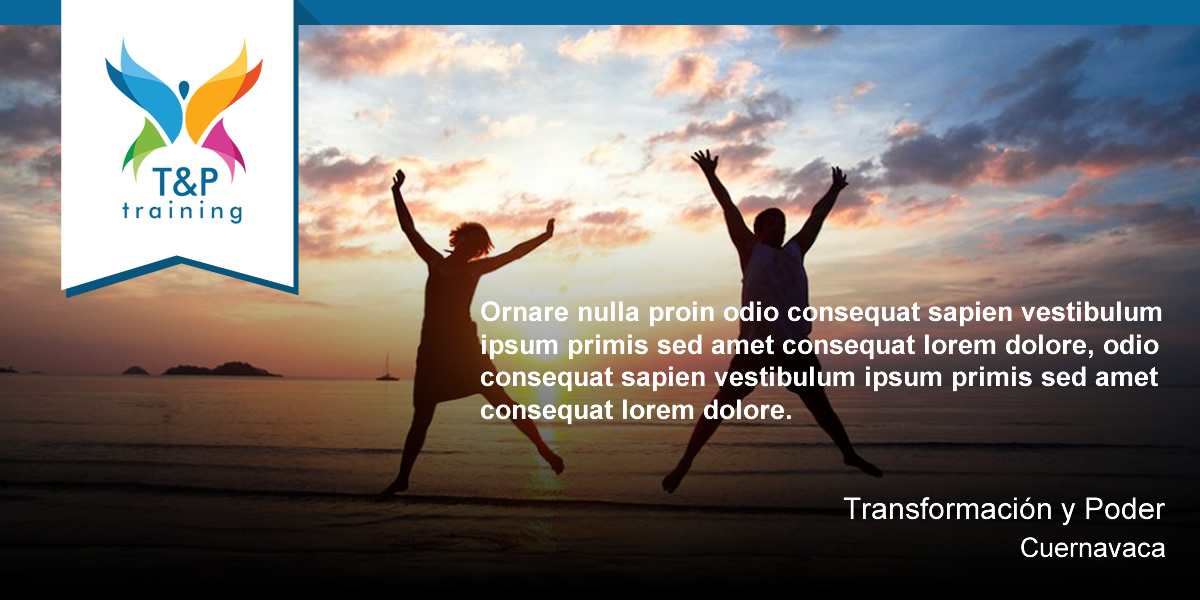 T&P
training
Ornare nulla proin odio consequat sapien vestibulum
ipsum primis sed amet consequat lorem dolore, odio
consequat sapien vestibulum ipsum primis sed amet
consequat lorem dolore.
Transformación y Poder
Cuernavaca